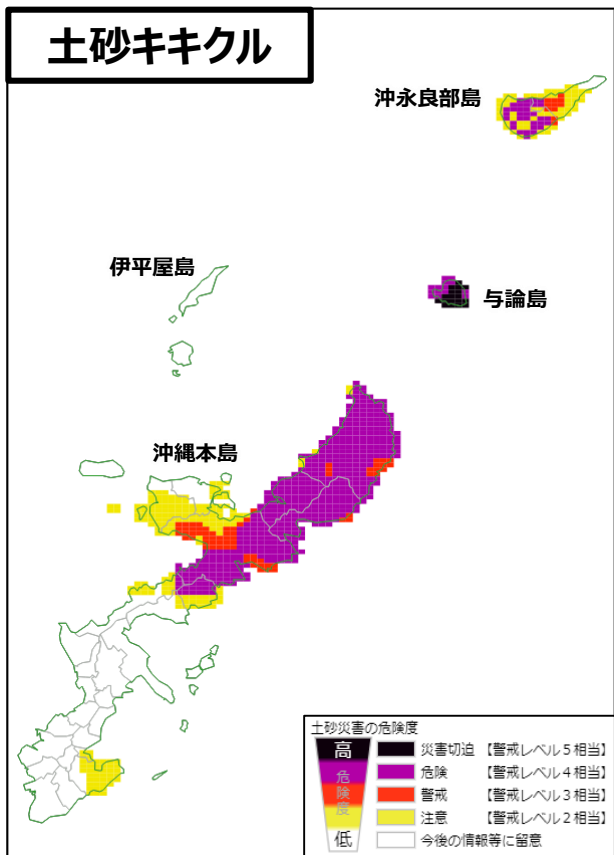 土砂キキクル
沖永良部島
伊平屋島
与論島
沖縄本島
土砂災害の危険度
高
危険度
低
災害切迫 【警戒レベル5相当】
危険 【警戒レベル4相当】
警戒 【警戒レベル3相当】
注意 【警戒レベル2相当】
今後の情報等に留意